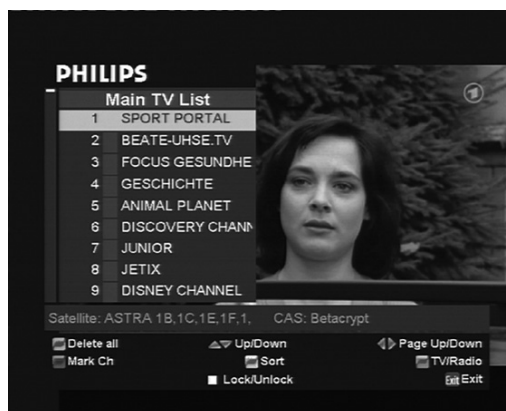 PHILIPS
Main TV List
1 SPORT PORTAL
2 BEATE-UHSE.TV
3 FOCUS GESUNDHE
4 GESCHICHTE
5 ANIMAL PLANET
6 DISCOVERY CHANN
7 JUNIOR
8 JETIX
9 DISNEY CHANNEL
Satellite: ASTRA 1B,1C,1E,1F,1, CAS: Betacrypt
Delete all Up/Down Page Up/Down
Mark Ch Sort TV/Radio
Lock/Unlock Exit Exit